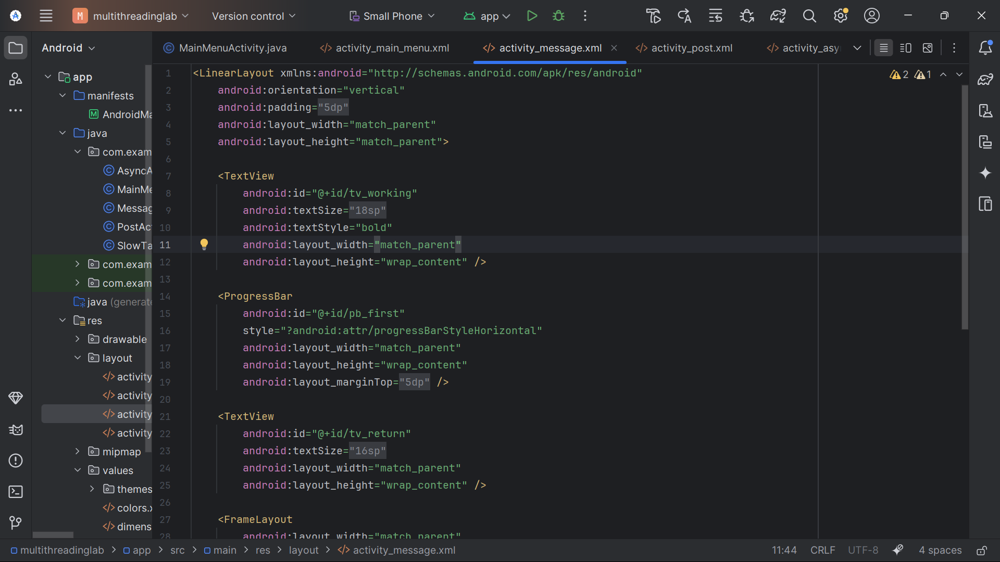 M multithreadinglab Version control Small Phone app
Android
MainMenuActivity.java activity_main_menu.xml activity_message.xml activity_post.xml activity_asy
app
manifests
AndroidMa
java
com.exam
AsyncA
MainMe
Messag
PostAc
SlowTa
com.exam
com.exam
java (generate
res
drawable
layout
activity
activity
activity
activity
mipmap
values
themes
colors.x
dimens
2 1
1 <LinearLayout xmlns:android="http://schemas.android.com/apk/res/android"
2 android:orientation="vertical"
3 android:padding="5dp"
4 android:layout_width="match_parent"
5 android:layout_height="match_parent">
6
7 <TextView
8 android:id="@+id/tv_working"
9 android:textSize="18sp"
10 android:textStyle="bold"
11 android:layout_width="match_parent"
12 android:layout_height="wrap_content" />
13
14 <ProgressBar
15 android:id="@+id/pb_first"
16 style="?android:attr/progressBarStyleHorizontal"
17 android:layout_width="match_parent"
18 android:layout_height="wrap_content"
19 android:layout_marginTop="5dp" />
20
21 <TextView
22 android:id="@+id/tv_return"
23 android:textSize="16sp"
24 android:layout_width="match_parent"
25 android:layout_height="wrap_content" />
26
27 <FrameLayout
28 android:layout_width="match_parent"
multithreadinglab > app > src > main > res > layout > activity_message.xml 11:44 CRLF UTF-8 4 spaces